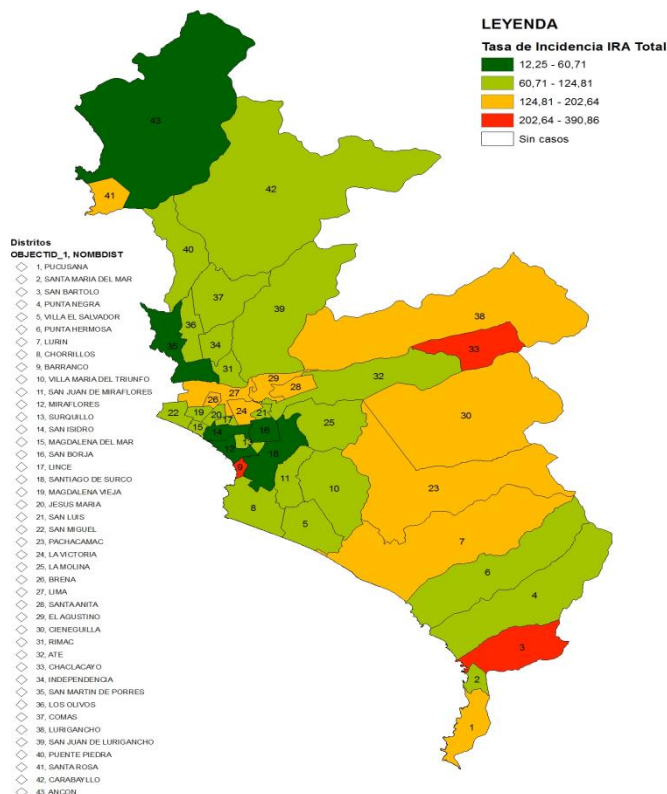 LEYENDA
Tasa de Incidencia IRA Total
12,25 - 60,71
60,71 - 124,81
124,81 - 202,64
202,64 - 390,86
Sin casos
43
42
41
40
37
39
36
35
34
31
38
33
32
29
28
27
26
30
22
19
20
17
24
21
25
15
14
16
13
12
18
9
11
10
23
8
5
7
6
4
3
2
1
Distritos
OBJECTID_1, NOMBDIST
1, PUCUSANA
2, SANTA MARIA DEL MAR
3, SAN BARTOLO
4, PUNTA NEGRA
5, VILLA EL SALVADOR
6, PUNTA HERMOSA
7, LURIN
8, CHORRILLOS
9, BARRANCO
10, VILLA MARIA DEL TRIUNFO
11, SAN JUAN DE MIRAFLORES
12, MIRAFLORES
13, SURQUILLO
14, SAN ISIDRO
15, MAGDALENA DEL MAR
16, SAN BORJA
17, LINCE
18, SANTIAGO DE SURCO
19, MAGDALENA VIEJA
20, JESUS MARIA
21, SAN LUIS
22, SAN MIGUEL
23, PACHACAMAC
24, LA VICTORIA
25, LA MOLINA
26, BRENA
27, LIMA
28, SANTA ANITA
29, EL AGUSTINO
30, CIENEGUILLA
31, RIMAC
32, ATE
33, CHACLACAYO
34, INDEPENDENCIA
35, SAN MARTIN DE PORRES
36, LOS OLIVOS
37, COMAS
38, LURIGANCHO
39, SAN JUAN DE LURIGANCHO
40, PUENTE PIEDRA
41, SANTA ROSA
42, CARABAYLLO
43, ANCON